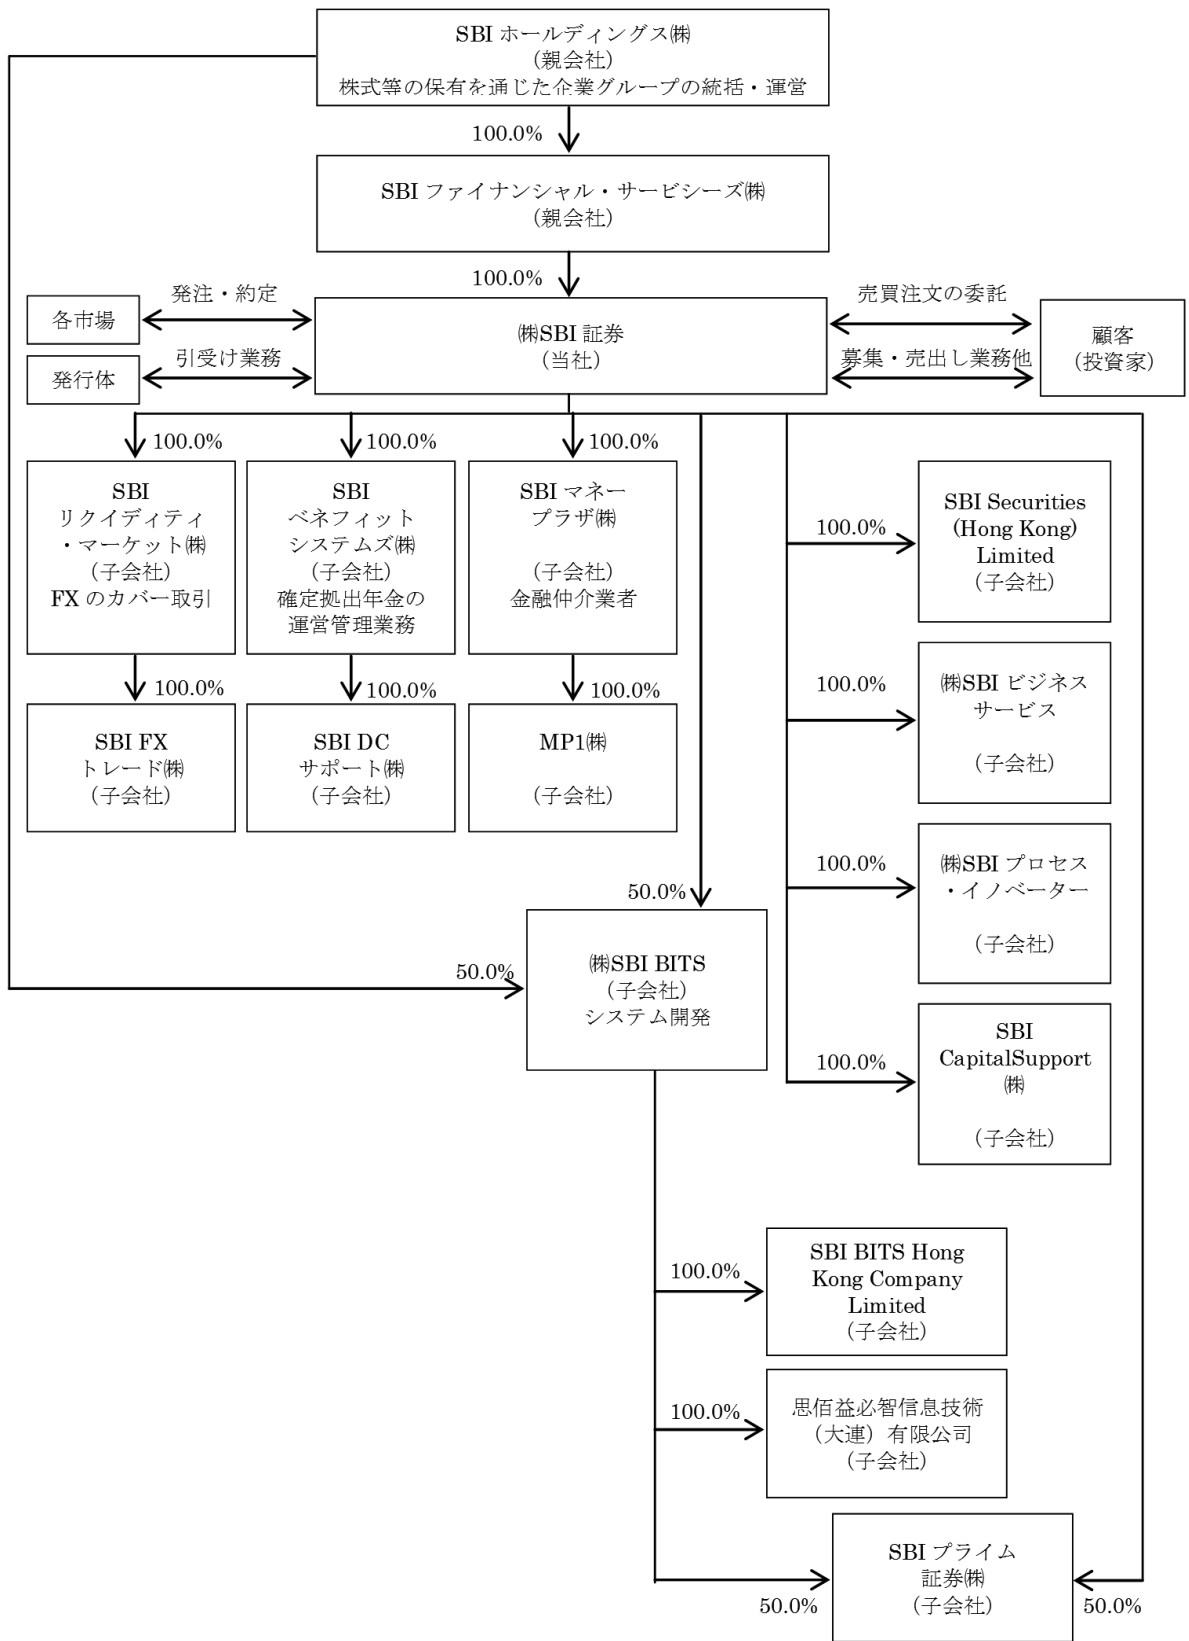 SBI ホールディングス㈱
(親会社)
株式等の保有を通じた企業グループの統括・運営
100.0%
SBI ファイナンシャル・サービシーズ㈱
(親会社)
100.0%
各市場
発注・約定
㈱SBI 証券
(当社)
売買注文の委託
顧客
(投資家)
発行体
引受け業務
募集・売出し業務他
100.0%
100.0%
100.0%
SBI
リクイディティ
・マーケット㈱
(子会社)
FX のカバー取引
SBI
ベネフィット
システムズ㈱
(子会社)
確定拠出年金の
運営管理業務
SBI マネー
プラザ㈱
(子会社)
金融仲介業者
100.0%
SBI Securities
(Hong Kong)
Limited
(子会社)
100.0%
100.0%
100.0%
SBI FX
トレード㈱
(子会社)
SBI DC
サポート㈱
(子会社)
MP1㈱
(子会社)
100.0%
㈱SBI ビジネス
サービス
(子会社)
100.0%
㈱SBI プロセス
・イノベーター
(子会社)
50.0%
50.0%
㈱SBI BITS
(子会社)
システム開発
100.0%
SBI
CapitalSupport
㈱
(子会社)
100.0%
SBI BITS Hong
Kong Company
Limited
(子会社)
100.0%
思佰益必智信息技術
(大連)有限公司
(子会社)
SBI プライム
証券㈱
(子会社)
50.0%
50.0%